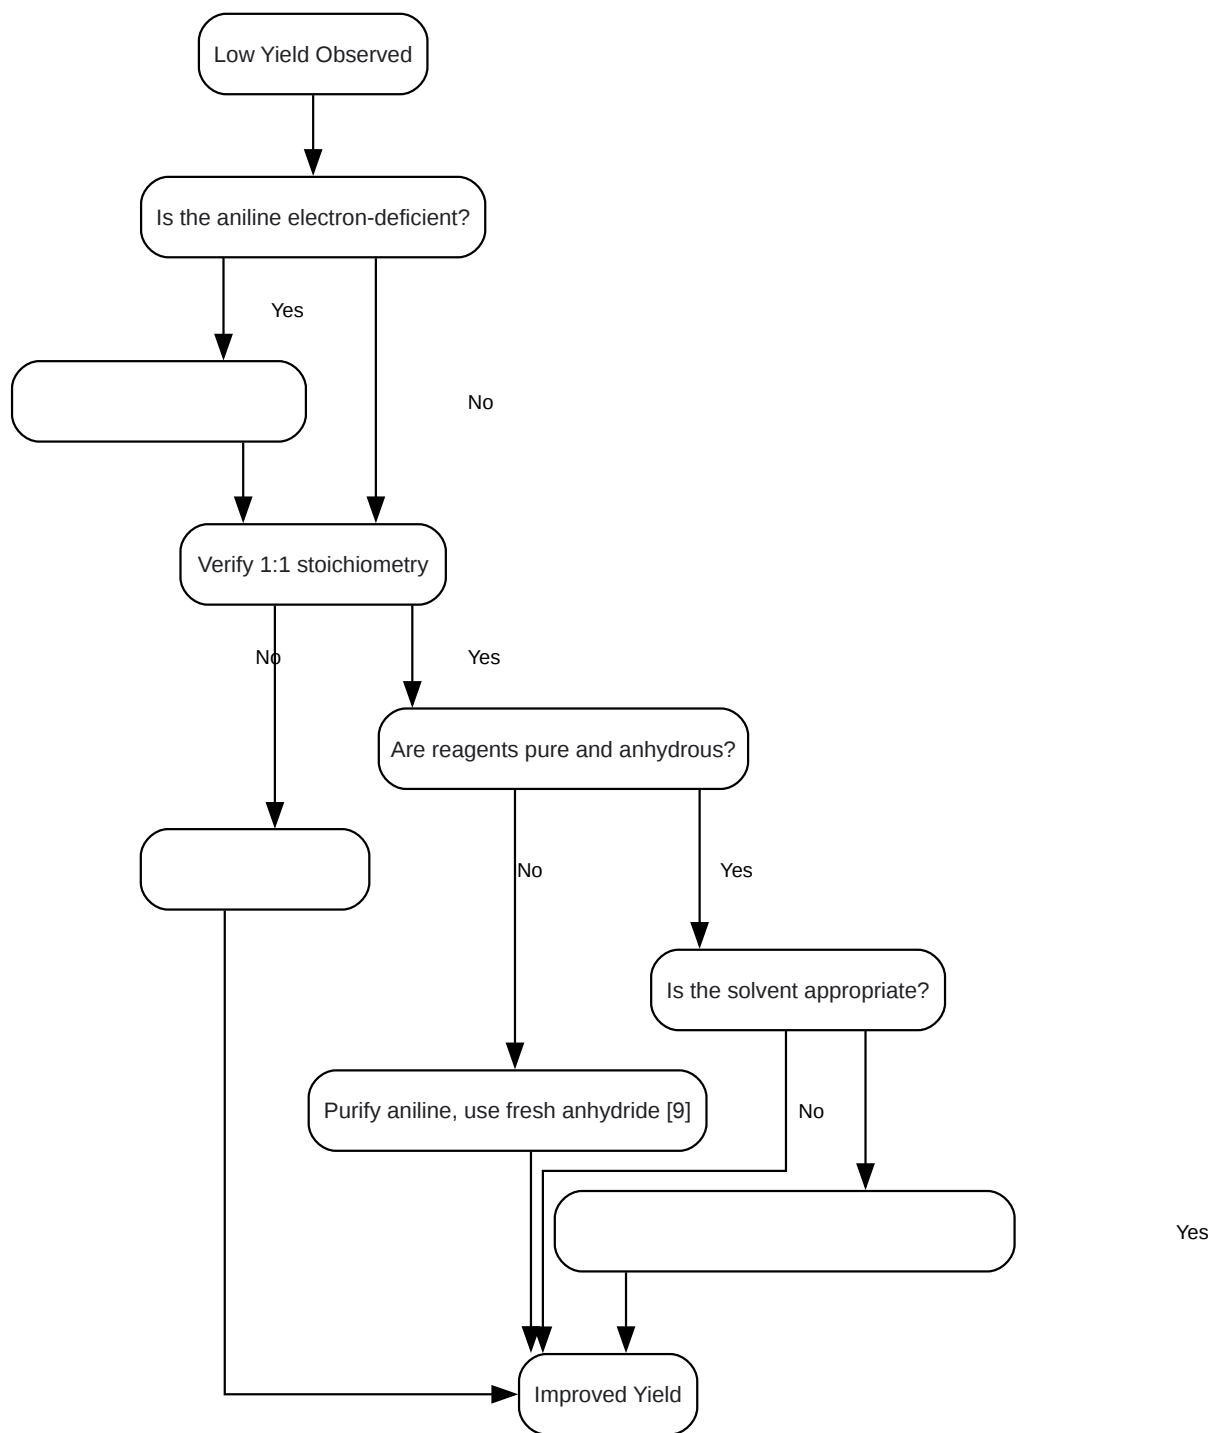 Low Yield Observed
Is the aniline electron-deficient?
Yes
No
Verify 1:1 stoichiometry
No
Yes
Are reagents pure and anhydrous?
No
Yes
Is the solvent appropriate?
Purify aniline, use fresh anhydride [9]
No
Yes
Improved Yield